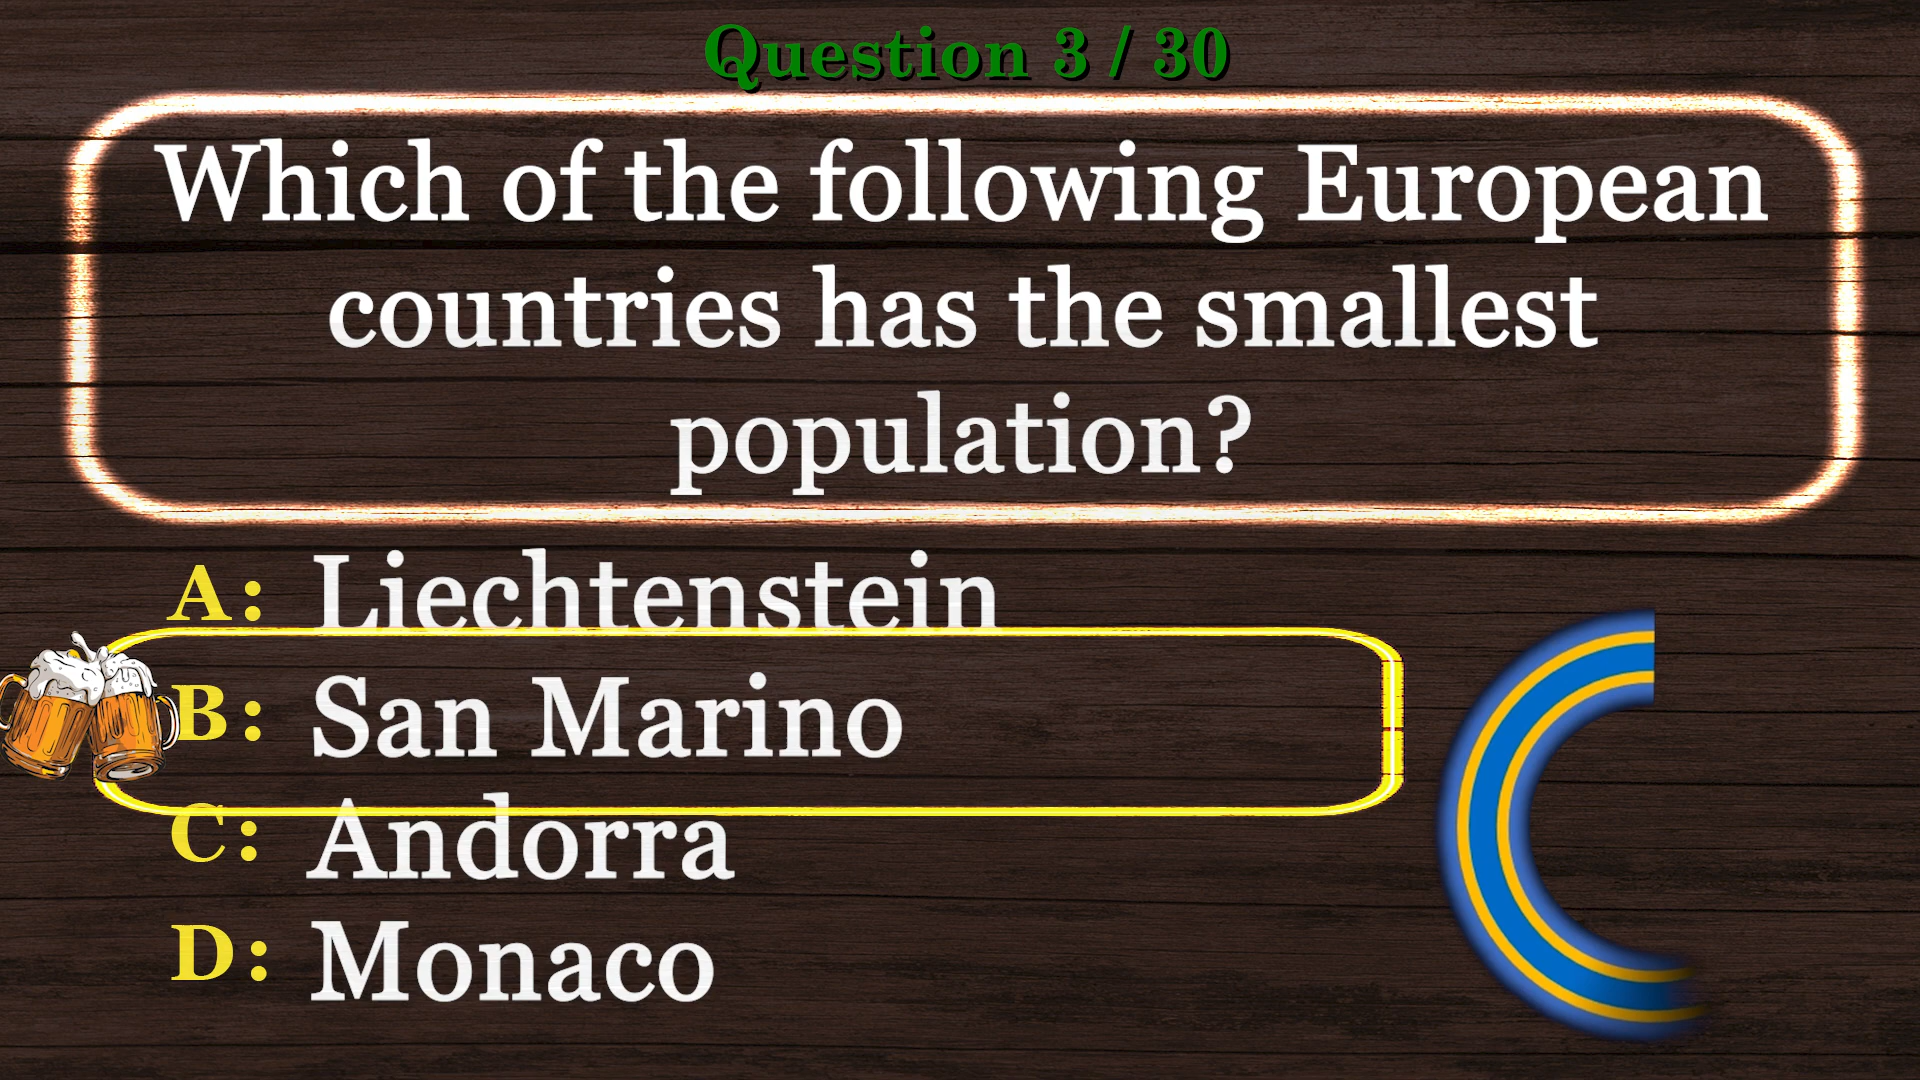 Question 3 / 30
Which of the following European
countries has the smallest
population?
A: Liechtenstein
B: San Marino
C: Andorra
D: Monaco